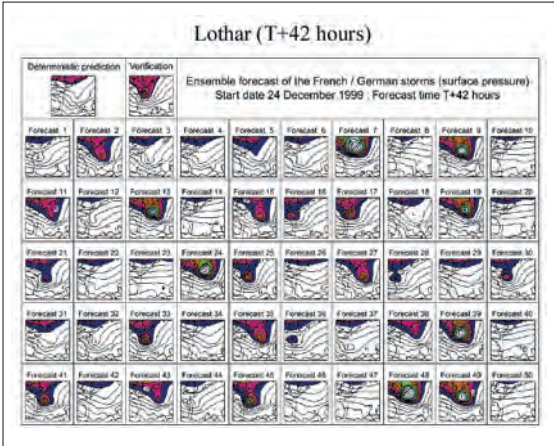 Lothar (T+42 hours)
Deterministic prediction Verification
Ensemble forecast of the French / German storms (surface pressure)
Start date 24 December 1999 : Forecast time T+42 hours
Forecast 1 Forecast 2 Forecast 3 Forecast 4 Forecast 5 Forecast 6 Forecast 7 Forecast 8 Forecast 9 Forecast 10
Forecast 11 Forecast 12 Forecast 13 Forecast 14 Forecast 15 Forecast 16 Forecast 17 Forecast 18 Forecast 19 Forecast 20
Forecast 21 Forecast 22 Forecast 23 Forecast 24 Forecast 25 Forecast 26 Forecast 27 Forecast 28 Forecast 29 Forecast 30
Forecast 31 Forecast 32 Forecast 33 Forecast 34 Forecast 35 Forecast 36 Forecast 37 Forecast 38 Forecast 39 Forecast 40
Forecast 41 Forecast 42 Forecast 43 Forecast 44 Forecast 45 Forecast 46 Forecast 47 Forecast 48 Forecast 49 Forecast 50